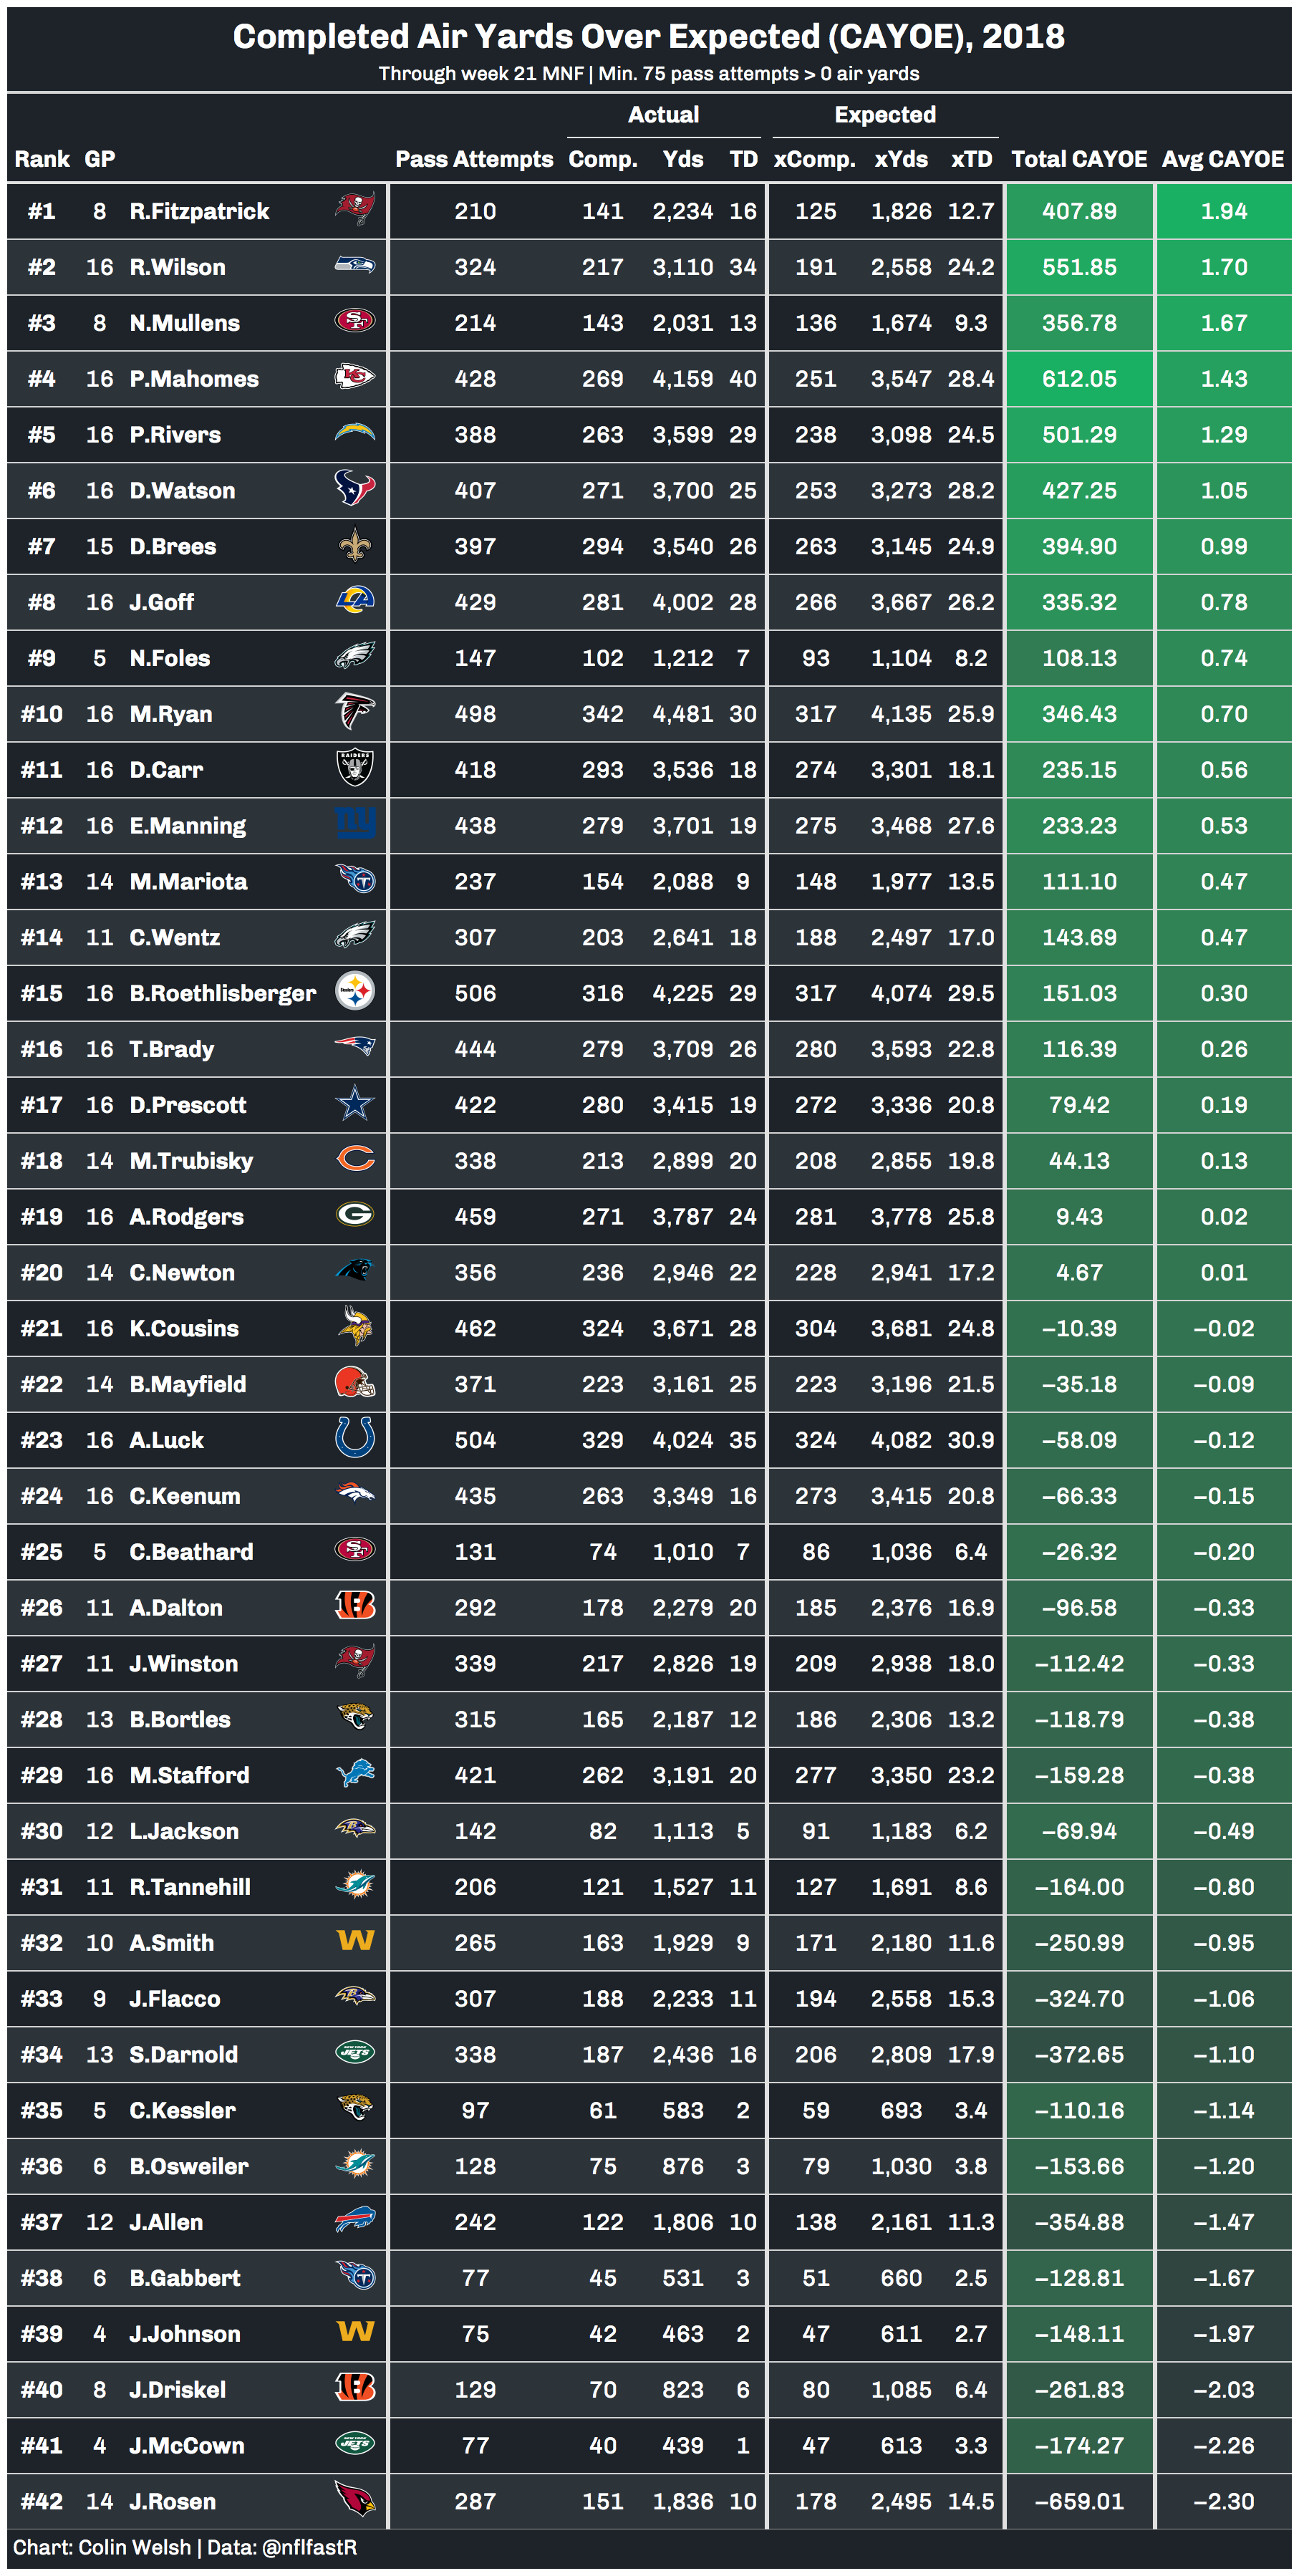 Completed Air Yards Over Expected (CAYOE), 2018
Through week 21 MNF | Min. 75 pass attempts > 0 air yards
Actual Expected
Rank GP Pass Attempts Comp. Yds TD xComp. xYds xTD Total CAYOE Avg CAYOE
#1 8 R.Fitzpatrick 210 141 2,234 16 125 1,826 12.7 407.89 1.94
#2 16 R.Wilson 324 217 3,110 34 191 2,558 24.2 551.85 1.70
#3 8 N.Mullens SF 214 143 2,031 13 136 1,674 9.3 356.78 1.67
#4 16 P.Mahomes KC 428 269 4,159 40 251 3,547 28.4 612.05 1.43
#5 16 P.Rivers 388 263 3,599 29 238 3,098 24.5 501.29 1.29
#6 16 D.Watson 407 271 3,700 25 253 3,273 28.2 427.25 1.05
#7 15 D.Brees 397 294 3,540 26 263 3,145 24.9 394.90 0.99
#8 16 J.Goff LA 429 281 4,002 28 266 3,667 26.2 335.32 0.78
#9 5 N.Foles 147 102 1,212 7 93 1,104 8.2 108.13 0.74
#10 16 M.Ryan 498 342 4,481 30 317 4,135 25.9 346.43 0.70
#11 16 D.Carr RAIDERS 418 293 3,536 18 274 3,301 18.1 235.15 0.56
#12 16 E.Manning ny 438 279 3,701 19 275 3,468 27.6 233.23 0.53
#13 14 M.Mariota T 237 154 2,088 9 148 1,977 13.5 111.10 0.47
#14 11 C.Wentz 307 203 2,641 18 188 2,497 17.0 143.69 0.47
#15 16 B.Roethlisberger Steelers 506 316 4,225 29 317 4,074 29.5 151.03 0.30
#16 16 T.Brady 444 279 3,709 26 280 3,593 22.8 116.39 0.26
#17 16 D.Prescott 422 280 3,415 19 272 3,336 20.8 79.42 0.19
#18 14 M.Trubisky C 338 213 2,899 20 208 2,855 19.8 44.13 0.13
#19 16 A.Rodgers G 459 271 3,787 24 281 3,778 25.8 9.43 0.02
#20 14 C.Newton 356 236 2,946 22 228 2,941 17.2 4.67 0.01
#21 16 K.Cousins 462 324 3,671 28 304 3,681 24.8 −10.39 −0.02
#22 14 B.Mayfield 371 223 3,161 25 223 3,196 21.5 −35.18 −0.09
#23 16 A.Luck 504 329 4,024 35 324 4,082 30.9 −58.09 −0.12
#24 16 C.Keenum 435 263 3,349 16 273 3,415 20.8 −66.33 −0.15
#25 5 C.Beathard SF 131 74 1,010 7 86 1,036 6.4 −26.32 −0.20
#26 11 A.Dalton B 292 178 2,279 20 185 2,376 16.9 −96.58 −0.33
#27 11 J.Winston 339 217 2,826 19 209 2,938 18.0 −112.42 −0.33
#28 13 B.Bortles 315 165 2,187 12 186 2,306 13.2 −118.79 −0.38
#29 16 M.Stafford 421 262 3,191 20 277 3,350 23.2 −159.28 −0.38
#30 12 L.Jackson 142 82 1,113 5 91 1,183 6.2 −69.94 −0.49
#31 11 R.Tannehill 206 121 1,527 11 127 1,691 8.6 −164.00 −0.80
#32 10 A.Smith W 265 163 1,929 9 171 2,180 11.6 −250.99 −0.95
#33 9 J.Flacco 307 188 2,233 11 194 2,558 15.3 −324.70 −1.06
#34 13 S.Darnold NEW YORK JETS 338 187 2,436 16 206 2,809 17.9 −372.65 −1.10
#35 5 C.Kessler 97 61 583 2 59 693 3.4 −110.16 −1.14
#36 6 B.Osweiler 128 75 876 3 79 1,030 3.8 −153.66 −1.20
#37 12 J.Allen 242 122 1,806 10 138 2,161 11.3 −354.88 −1.47
#38 6 B.Gabbert T 77 45 531 3 51 660 2.5 −128.81 −1.67
#39 4 J.Johnson W 75 42 463 2 47 611 2.7 −148.11 −1.97
#40 8 J.Driskel B 129 70 823 6 80 1,085 6.4 −261.83 −2.03
#41 4 J.McCown NEW YORK JETS 77 40 439 1 47 613 3.3 −174.27 −2.26
#42 14 J.Rosen 287 151 1,836 10 178 2,495 14.5 −659.01 −2.30
Chart: Colin Welsh | Data: @nflfastR